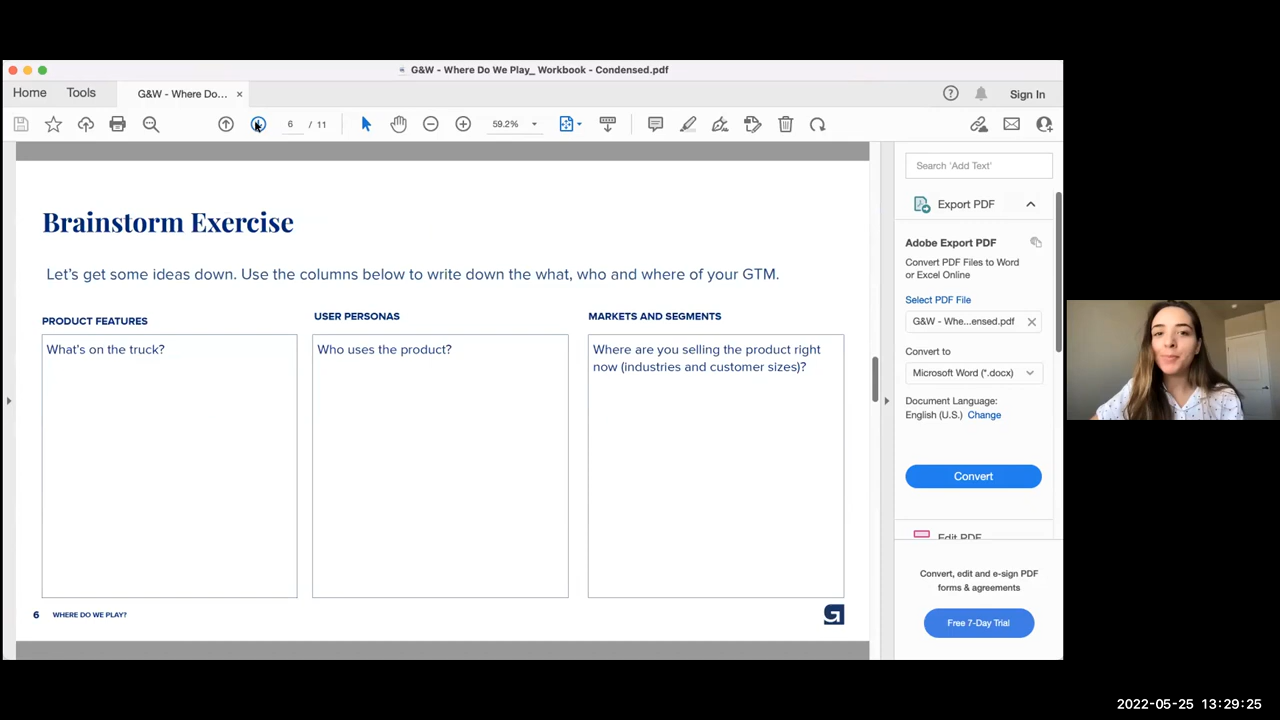 G&W - Where Do We Play_ Workbook - Condensed.pdf
Home
Tools
G&W - Where Do...
Sign In
6 / 11
59.2%
Brainstorm Exercise
Let's get some ideas down. Use the columns below to write down the what, who and where of your GTM.
PRODUCT FEATURES
What's on the truck?
USER PERSONAS
Who uses the product?
MARKETS AND SEGMENTS
Where are you selling the product right
now (industries and customer sizes)?
6 WHERE DO WE PLAY?
G
Search 'Add Text'
Export PDF
Adobe Export PDF
Convert PDF Files to Word
or Excel Online
Select PDF File
G&W - Whe...ensed.pdf
Convert to
Microsoft Word (*.docx)
Document Language:
English (U.S.) Change
Convert
Edit PDF
Convert, edit and e-sign PDF
forms & agreements
Free 7-Day Trial
2022-05-25 13:29:25